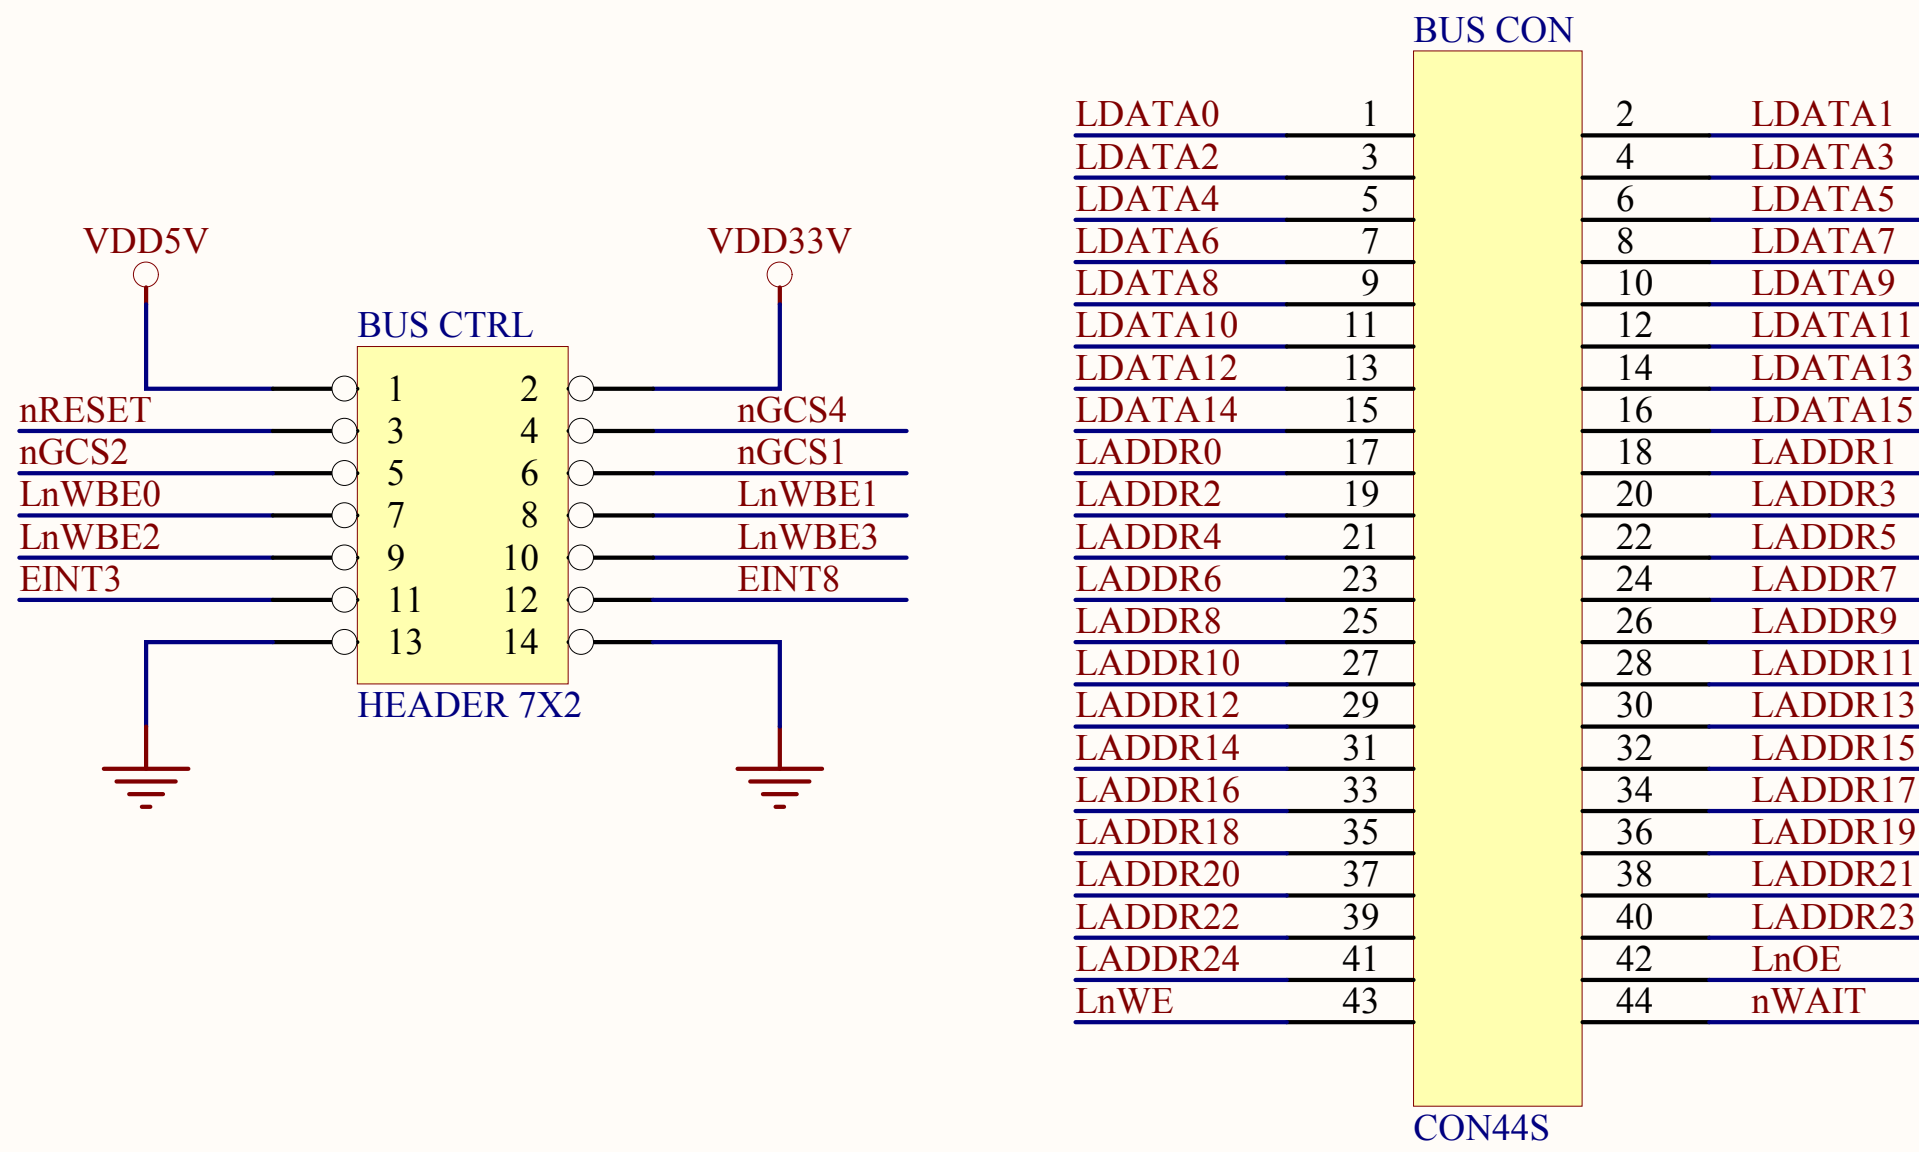 VDD5V VDD33V
BUS CTRL
1 2
nRESET 3 4 nGCS4
nGCS2 5 6 nGCS1
LnWBE0 7 8 LnWBE1
LnWBE2 9 10 LnWBE3
EINT3 11 12 EINT8
13 14
HEADER 7X2
BUS CON
LDATA0 1 2 LDATA1
LDATA2 3 4 LDATA3
LDATA4 5 6 LDATA5
LDATA6 7 8 LDATA7
LDATA8 9 10 LDATA9
LDATA10 11 12 LDATA11
LDATA12 13 14 LDATA13
LDATA14 15 16 LDATA15
LADDR0 17 18 LADDR1
LADDR2 19 20 LADDR3
LADDR4 21 22 LADDR5
LADDR6 23 24 LADDR7
LADDR8 25 26 LADDR9
LADDR10 27 28 LADDR11
LADDR12 29 30 LADDR13
LADDR14 31 32 LADDR15
LADDR16 33 34 LADDR17
LADDR18 35 36 LADDR19
LADDR20 37 38 LADDR21
LADDR22 39 40 LADDR23
LADDR24 41 42 LnOE
LnWE 43 44 nWAIT
CON44S